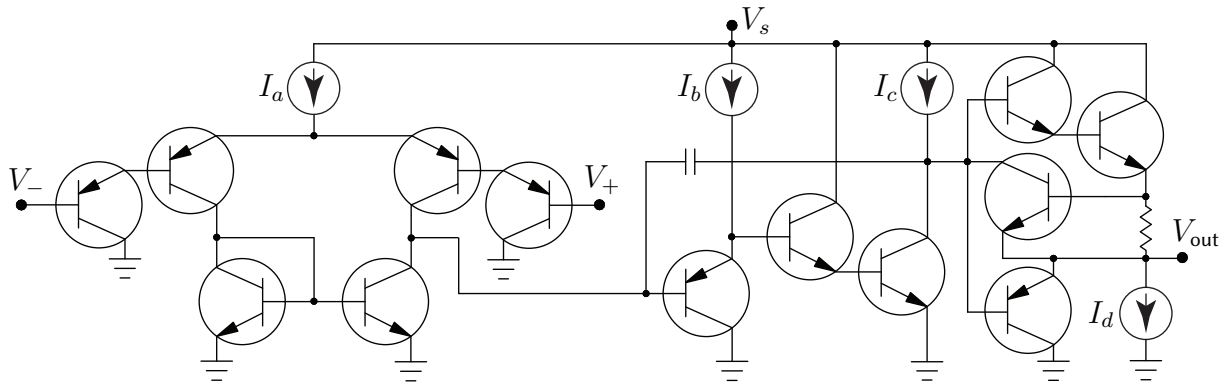 V_s
I_a
I_b
I_c
V_-
V_+
V_out
I_d